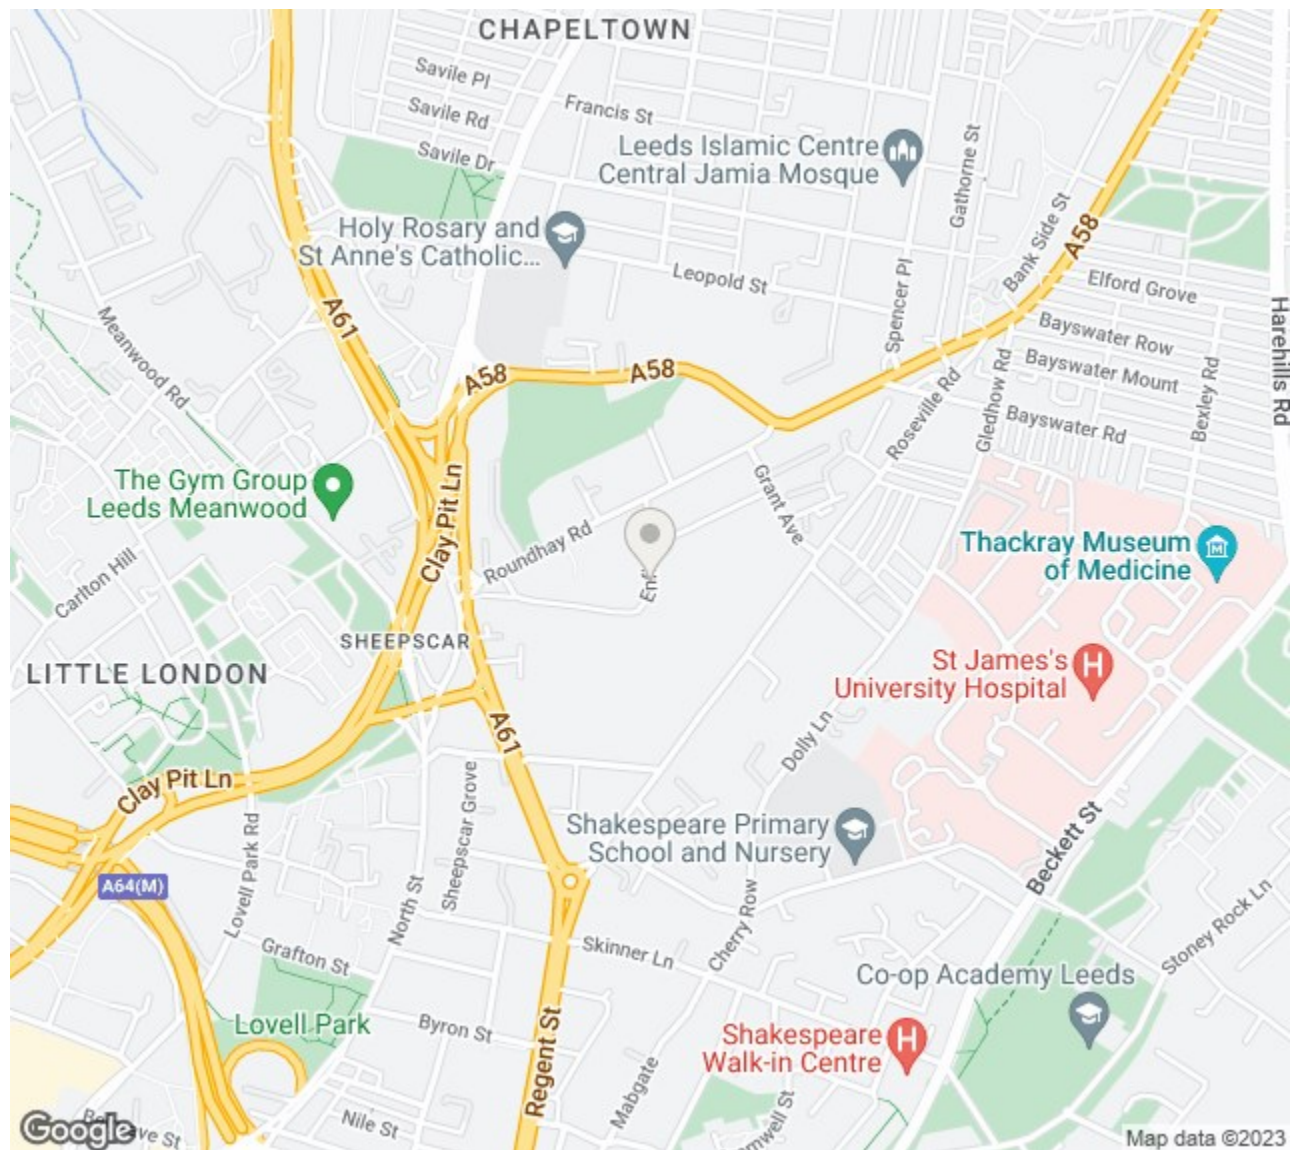 CHAPELTOWN
Savile Pl
Savile Rd
Savile Dr
Francis St
Leeds Islamic Centre
Central Jamia Mosque
Gathorne St
Bank Side St
A58
Holy Rosary and
St Anne's Catholic...
Leopold St
Spencer Pl
Elford Grove
Harehills Rd
A61
Meanwood Rd
Bayswater Row
Bayswater Mount
Bexley Rd
A58
A58
Roseville Rd
Gledhow Rd
Bayswater Rd
The Gym Group
Leeds Meanwood
Clay Pit Ln
Grant Ave
Roundhay Rd
Thackray Museum
of Medicine
Carlton Hill
SHEEPSCAR
LITTLE LONDON
St James's
University Hospital
A61
Dolly Ln
Clay Pit Ln
Sheepscar Grove
Shakespeare Primary
School and Nursery
Beckett St
A64(M)
Lovell Park Rd
North St
Cherry Row
Stoney Rock Ln
Grafton St
Skinner Ln
Co-op Academy Leeds
Lovell Park
Byron St
Regent St
Shakespeare
Walk-in Centre
Mabgate
Nile St
Google
Map data ©2023